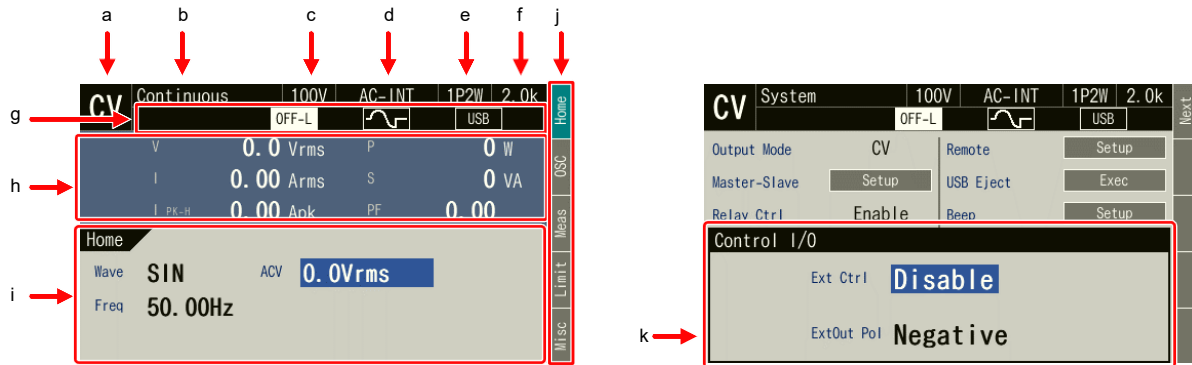 a b c d e f j
CV Continuous 100V AC-INT 1P2W 2.0k
g OFF-L USB
V 0.0 Vrms P 0 W
h I 0.00 Arms S 0 VA
I PK-H 0.00 Apk PF 0.00
Home
Wave SIN ACV 0.0Vrms
i Freq 50.00Hz
Home
OSC
Meas
Limit
Misc
CV System 100V AC-INT 1P2W 2.0k
OFF-L USB
Next
Output Mode CV Remote Setup
Master-Slave Setup USB Eject Exec
Relay Ctrl Enable Beep Setup
Control I/O
Ext Ctrl Disable
k ExtOut Pol Negative